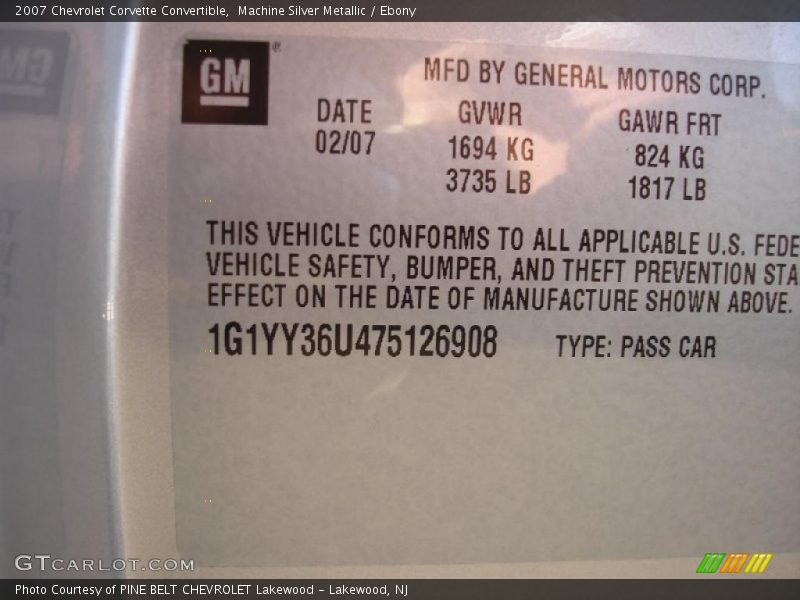 2007 Chevrolet Corvette Convertible,  Machine Silver Metallic / Ebony
GM ®
MFD BY GENERAL MOTORS CORP.
DATE GVWR GAWR FRT
02/07 1694 KG 824 KG
3735 LB 1817 LB
THIS VEHICLE CONFORMS TO ALL APPLICABLE U.S. FEDE
VEHICLE SAFETY, BUMPER, AND THEFT PREVENTION STA
EFFECT ON THE DATE OF MANUFACTURE SHOWN ABOVE.
1G1YY36U475126908 TYPE: PASS CAR
GTCARLOT.COM
Photo Courtesy of PINE BELT CHEVROLET Lakewood - Lakewood, NJ